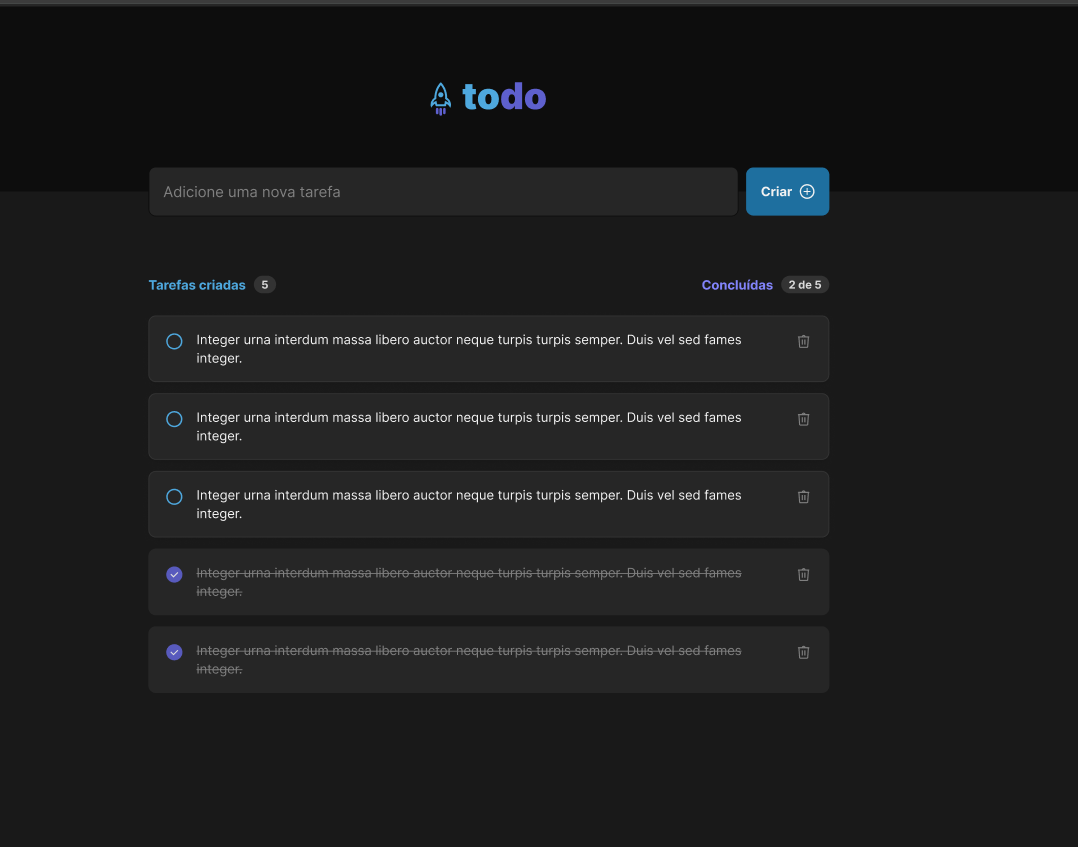 todo
Adicione uma nova tarefa
Criar
Tarefas criadas 5
Concluídas 2 de 5
Integer urna interdum massa libero auctor neque turpis turpis semper. Duis vel sed fames
integer.
Integer urna interdum massa libero auctor neque turpis turpis semper. Duis vel sed fames
integer.
Integer urna interdum massa libero auctor neque turpis turpis semper. Duis vel sed fames
integer.
Integer urna interdum massa libero auctor neque turpis turpis semper. Duis vel sed fames
integer.
Integer urna interdum massa libero auctor neque turpis turpis semper. Duis vel sed fames
integer.